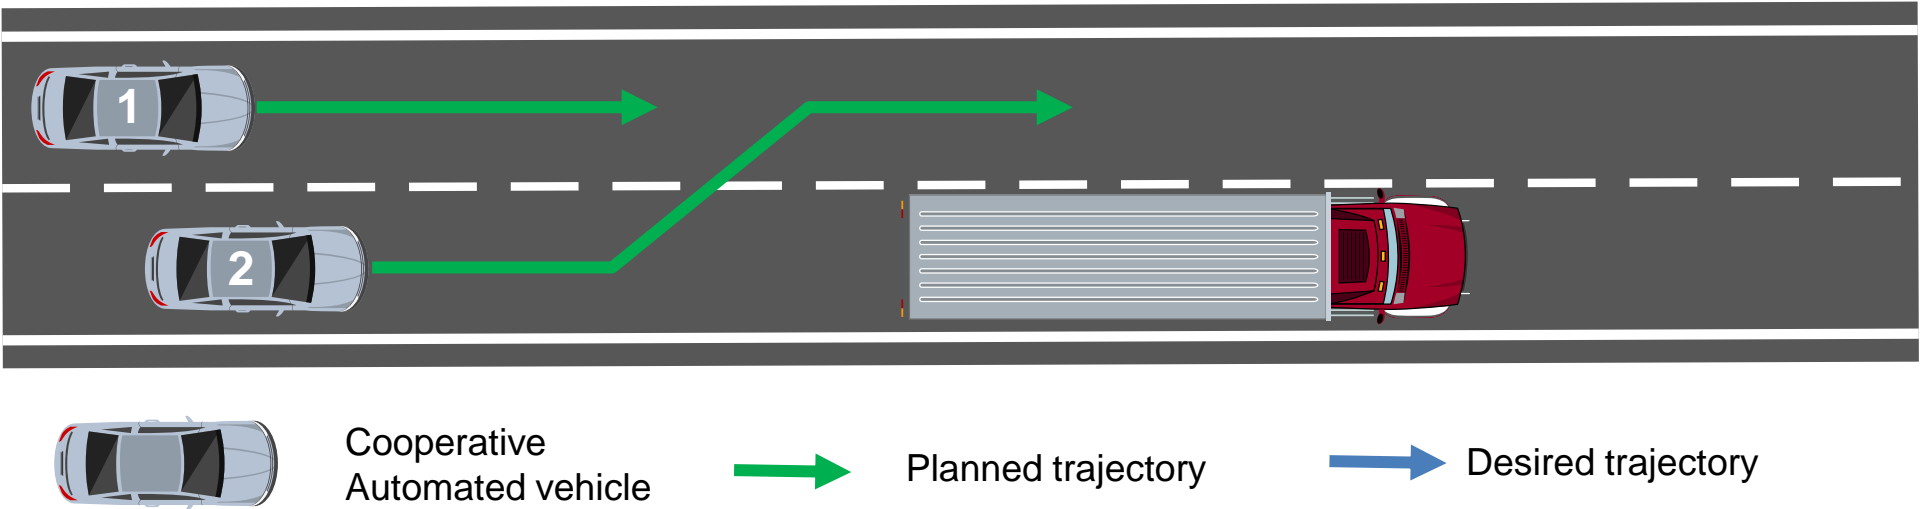 1
2
Cooperative
Automated vehicle
Planned trajectory
Desired trajectory